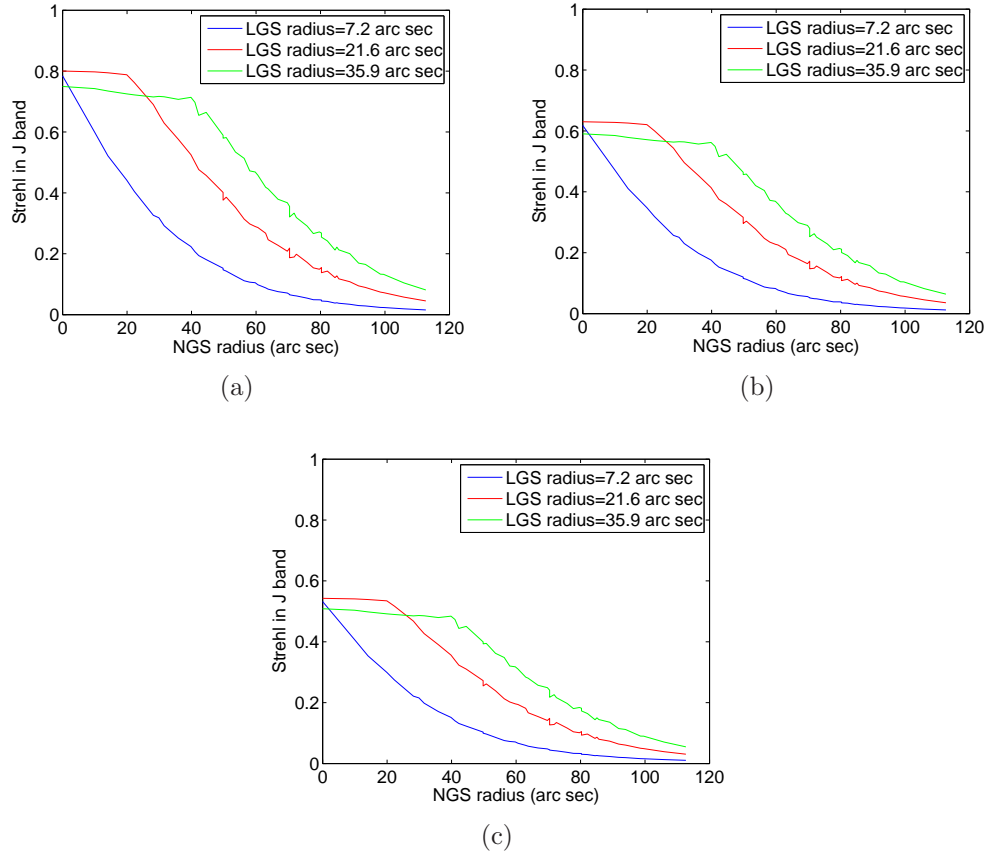 1
0.8
0.6
0.4
0.2
0
Strehl in J band
LGS radius=7.2 arc sec
LGS radius=21.6 arc sec
LGS radius=35.9 arc sec
0 20 40 60 80 100 120
NGS radius (arc sec)
(a)
1
0.8
0.6
0.4
0.2
0
Strehl in J band
LGS radius=7.2 arc sec
LGS radius=21.6 arc sec
LGS radius=35.9 arc sec
0 20 40 60 80 100 120
NGS radius (arc sec)
(b)
1
0.8
0.6
0.4
0.2
0
Strehl in J band
LGS radius=7.2 arc sec
LGS radius=21.6 arc sec
LGS radius=35.9 arc sec
0 20 40 60 80 100 120
NGS radius (arc sec)
(c)